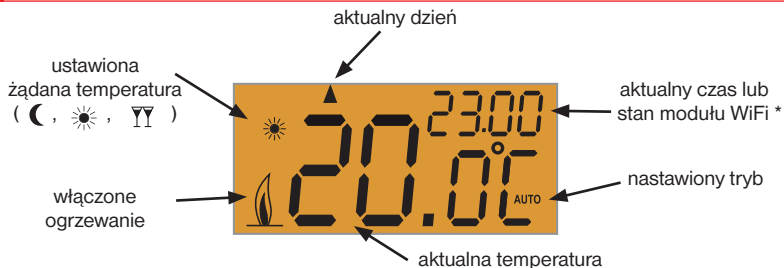 aktualny dzień
ustawiona
żądana temperatura
( , , )
aktualny czas lub
stan modułu WiFi *
23.00
20.0°C
AUTO
nastawiony tryb
włączone
ogrzewanie
aktualna temperatura